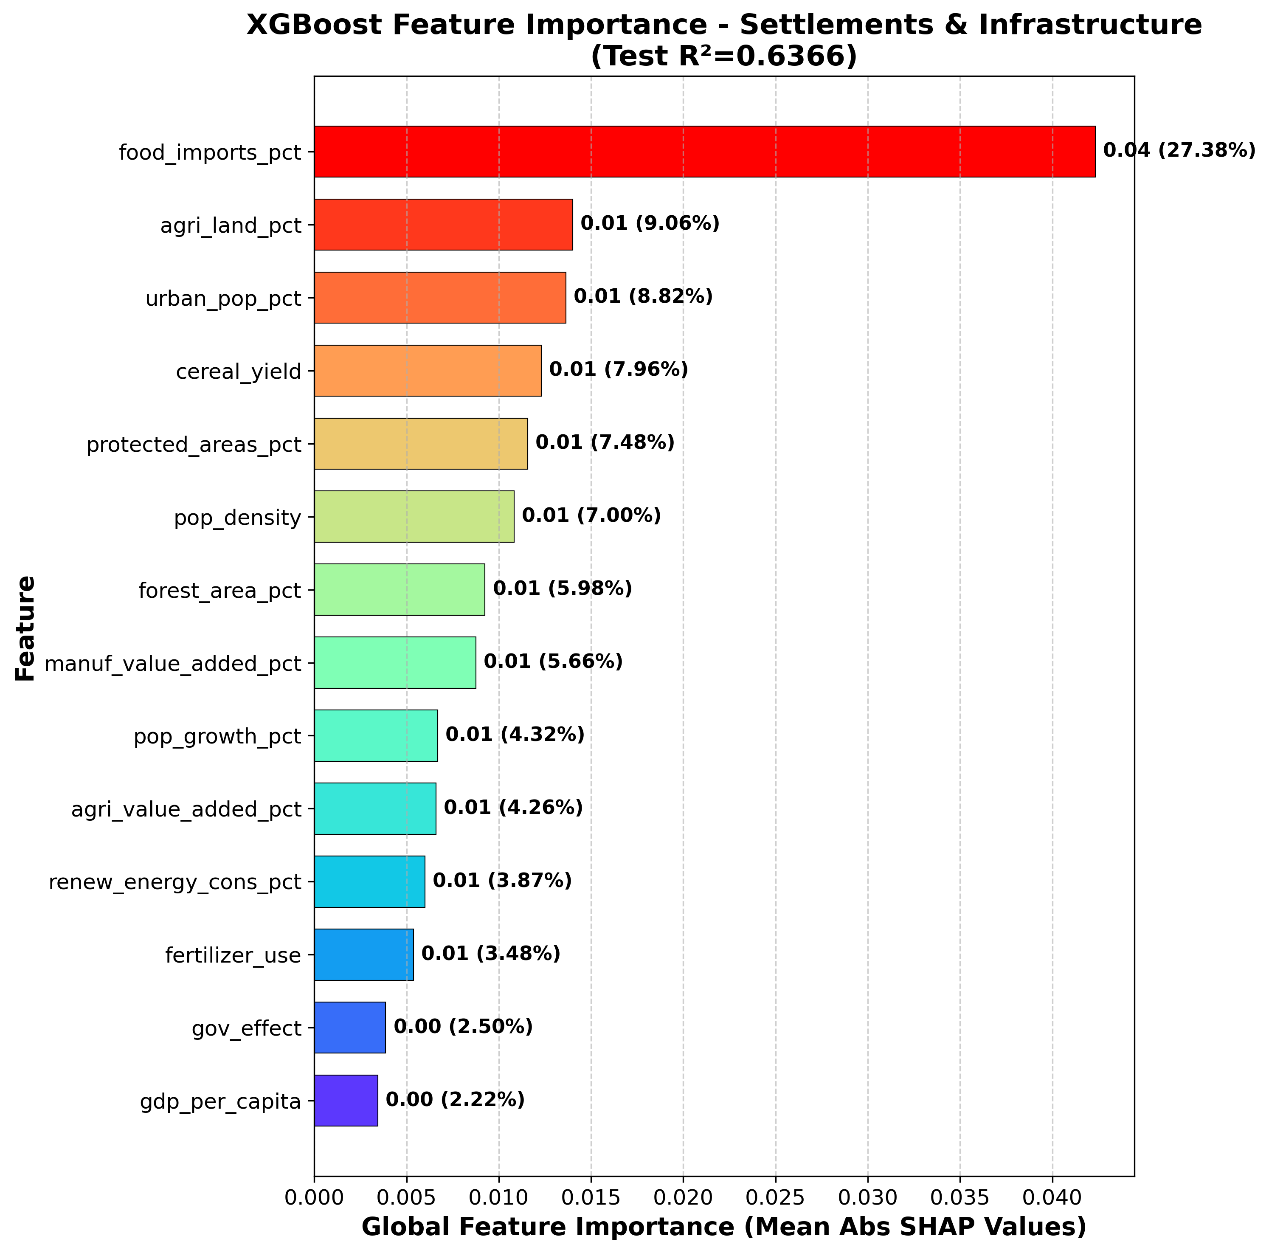 XGBoost Feature Importance - Settlements & Infrastructure
(Test R²=0.6366)
Feature
food_imports_pct 0.04 (27.38%)
agri_land_pct 0.01 (9.06%)
urban_pop_pct 0.01 (8.82%)
cereal_yield 0.01 (7.96%)
protected_areas_pct 0.01 (7.48%)
pop_density 0.01 (7.00%)
forest_area_pct 0.01 (5.98%)
manuf_value_added_pct 0.01 (5.66%)
pop_growth_pct 0.01 (4.32%)
agri_value_added_pct 0.01 (4.26%)
renew_energy_cons_pct 0.01 (3.87%)
fertilizer_use 0.01 (3.48%)
gov_effect 0.00 (2.50%)
gdp_per_capita 0.00 (2.22%)
0.000 0.005 0.010 0.015 0.020 0.025 0.030 0.035 0.040
Global Feature Importance (Mean Abs SHAP Values)